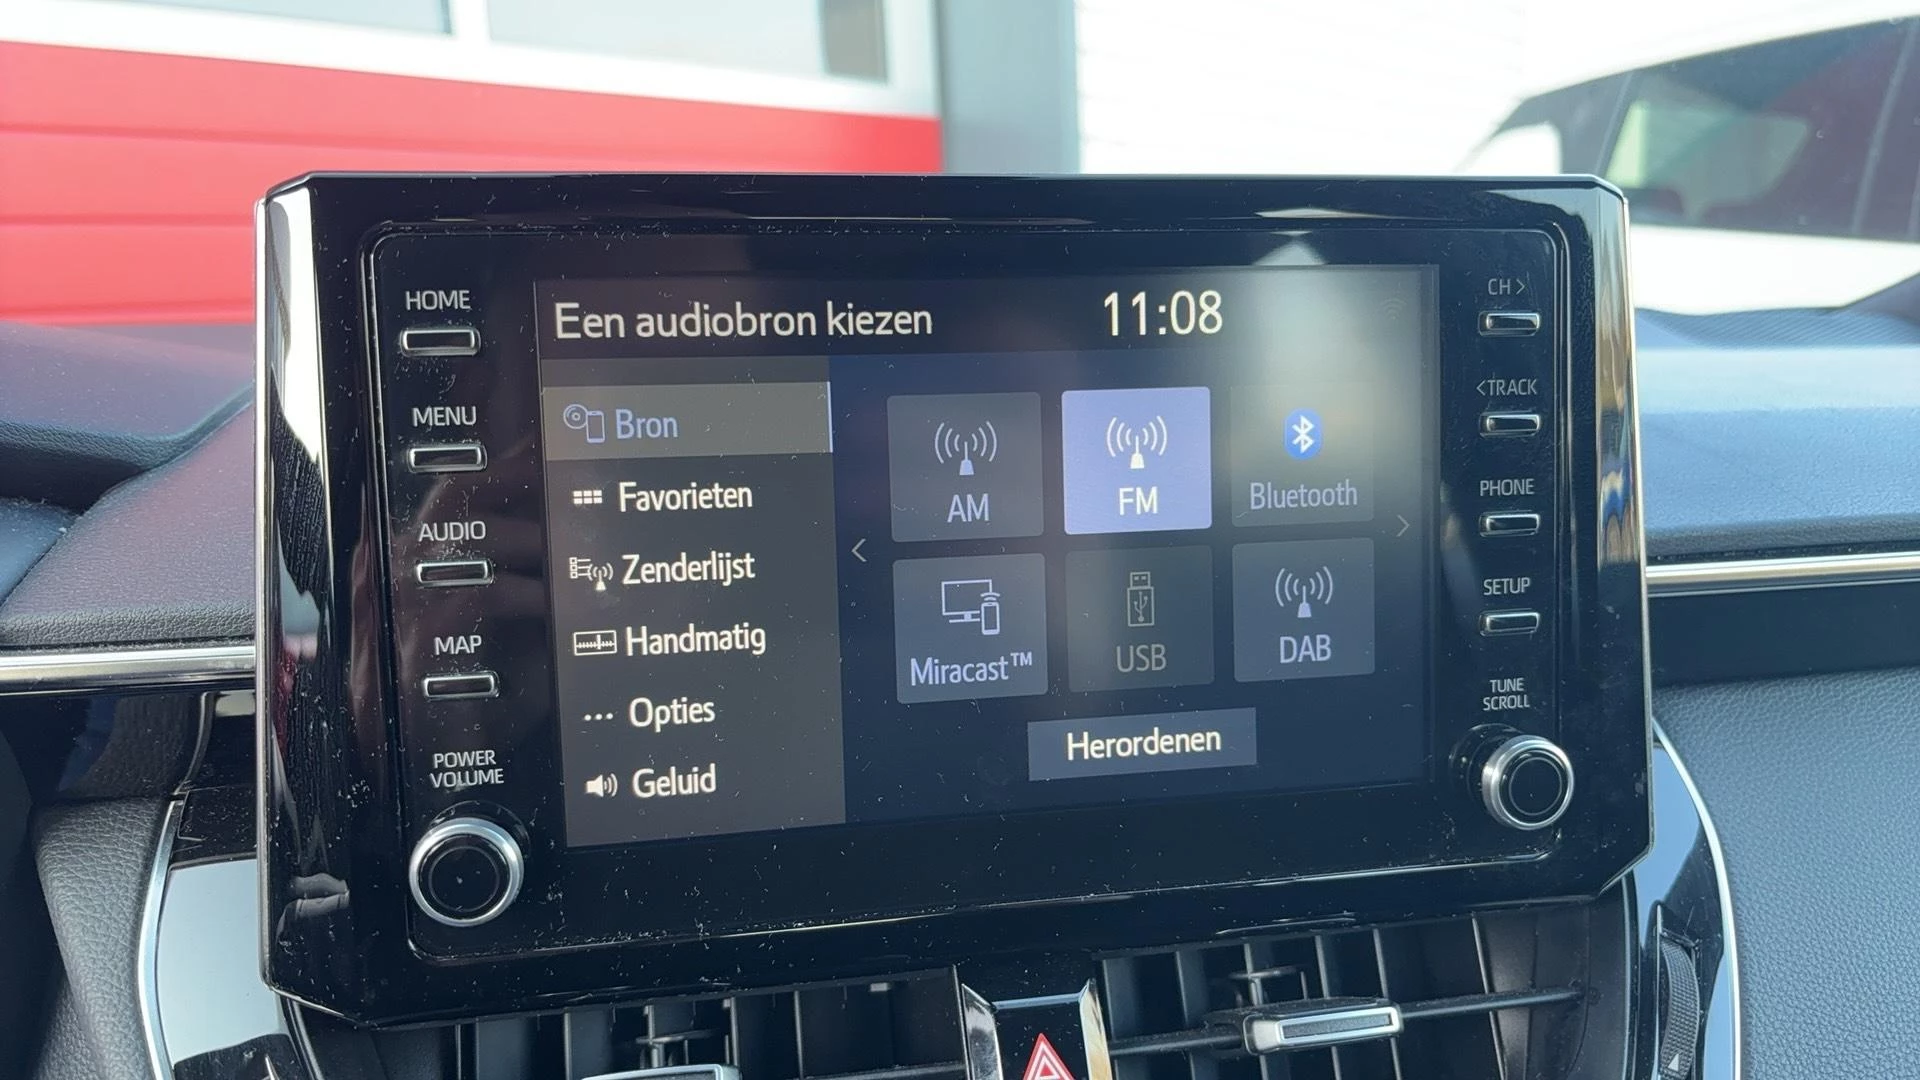 HOME
MENU
AUDIO
MAP
POWER
VOLUME
Een audiobron kiezen
11:08
Bron
Favorieten
Zenderlijst
Handmatig
Opties
Geluid
AM
FM
Bluetooth
Miracast™
USB
DAB
Herordenen
CH >
< TRACK
PHONE
SETUP
TUNE
SCROLL